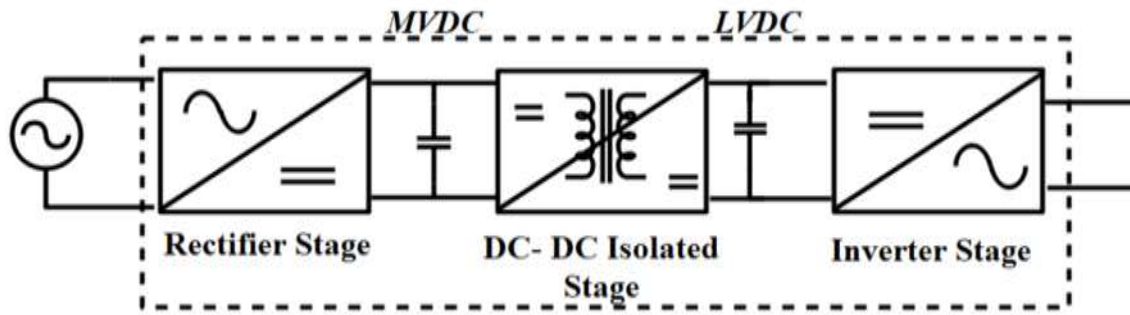 MVDC
LVDC
Rectifier Stage
DC- DC Isolated
Stage
Inverter Stage